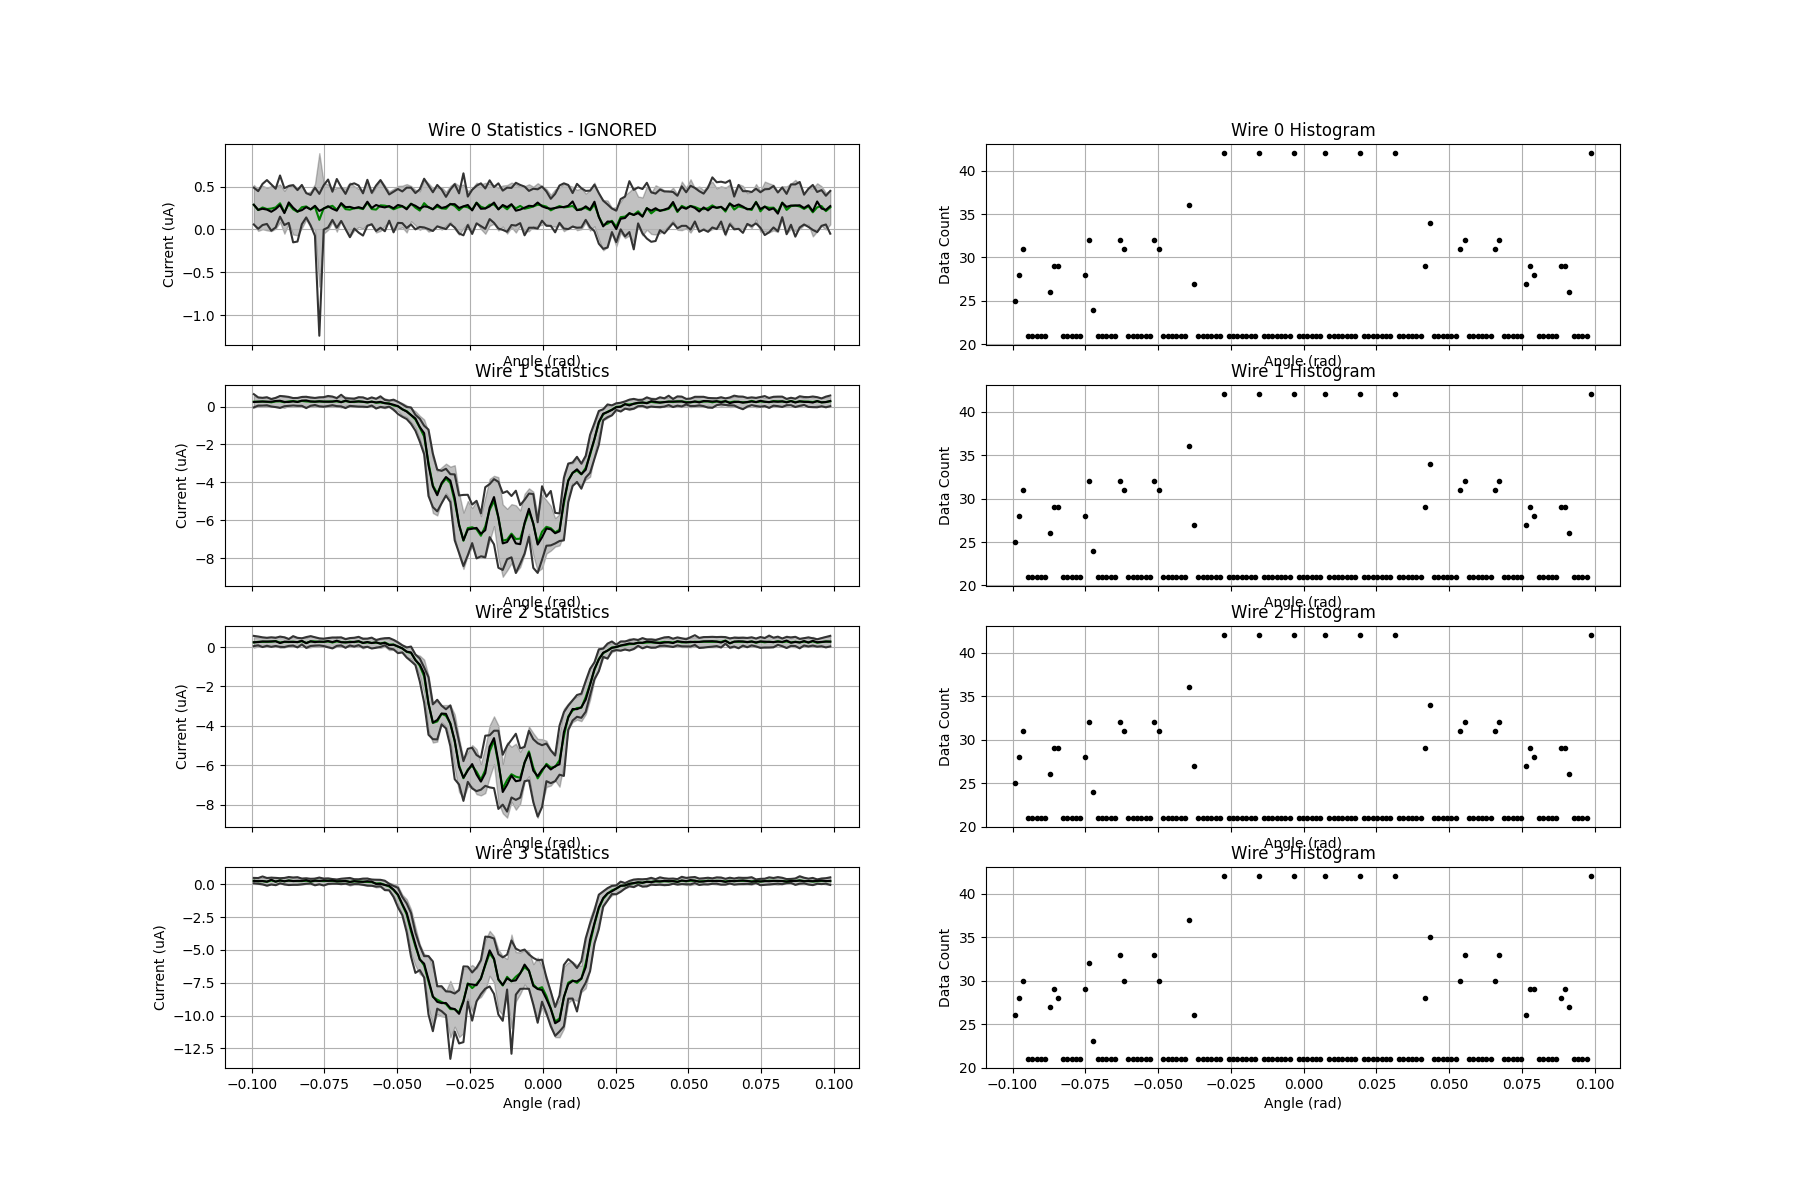 Wire 0 Statistics - IGNORED
Current (uA)
0.5
0.0
−0.5
−1.0
Angle (rad)
Wire 0 Histogram
Data Count
40
35
30
25
20
Angle (rad)
Wire 1 Statistics
Current (uA)
0
−2
−4
−6
−8
Angle (rad)
Wire 1 Histogram
Data Count
40
35
30
25
20
Angle (rad)
Wire 2 Statistics
Current (uA)
0
−2
−4
−6
−8
Angle (rad)
Wire 2 Histogram
Data Count
40
35
30
25
20
Angle (rad)
Wire 3 Statistics
Current (uA)
0.0
−2.5
−5.0
−7.5
−10.0
−12.5
−0.100 −0.075 −0.050 −0.025 0.000 0.025 0.050 0.075 0.100
Angle (rad)
Wire 3 Histogram
Data Count
40
35
30
25
20
−0.100 −0.075 −0.050 −0.025 0.000 0.025 0.050 0.075 0.100
Angle (rad)